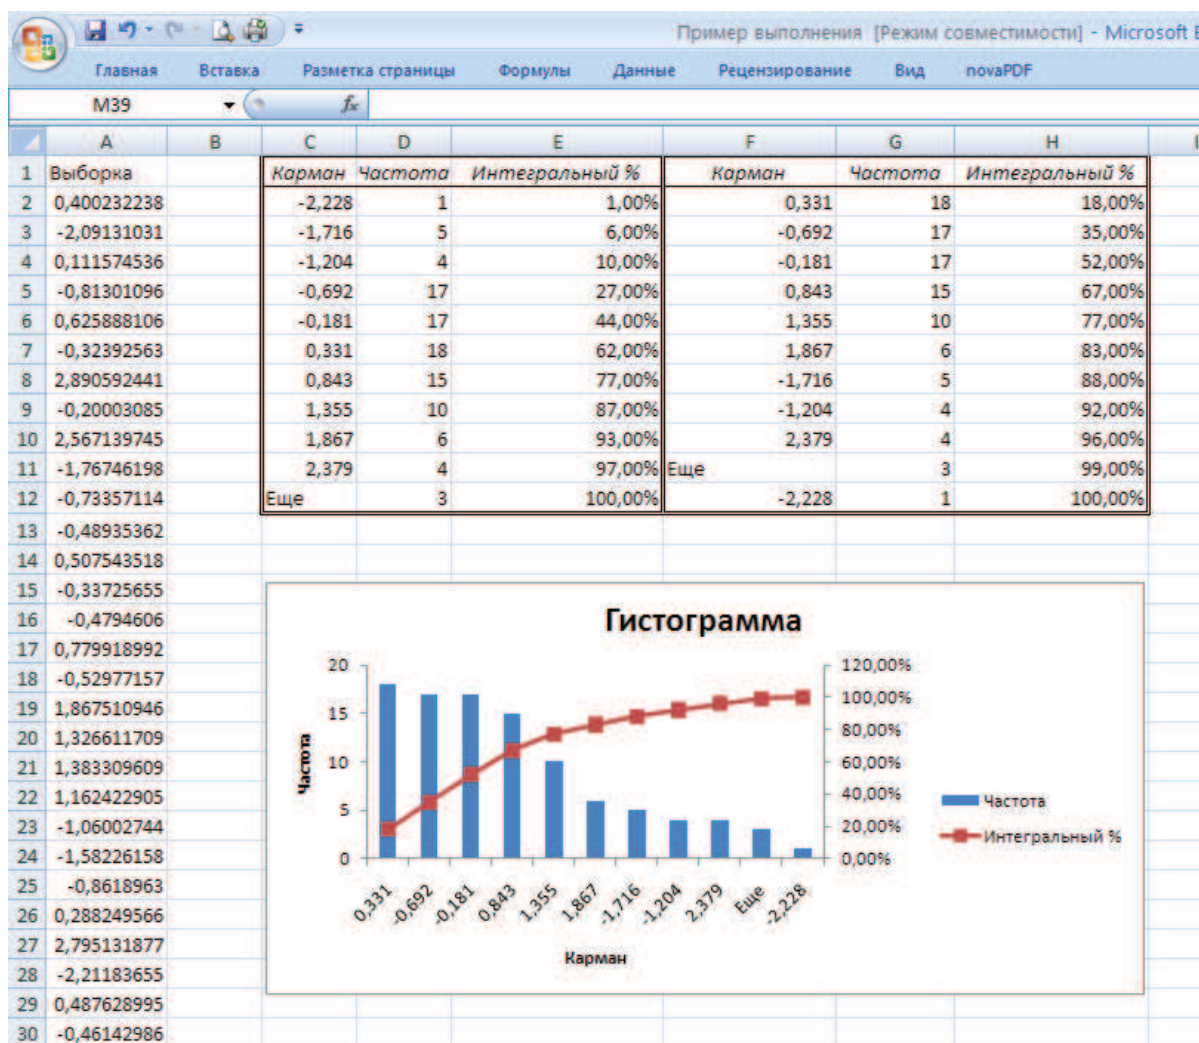 Пример выполнения [Режим совместимости] - Microsoft E
Главная Вставка Разметка страницы Формулы Данные Рецензирование Вид novaPDF
M39 fx
A B C D E F G H I
1 Выборка Карман Частота Интегральный % Карман Частота Интегральный %
2 0,400232238 -2,228 1 1,00% 0,331 18 18,00%
3 -2,09131031 -1,716 5 6,00% -0,692 17 35,00%
4 0,111574536 -1,204 4 10,00% -0,181 17 52,00%
5 -0,81301096 -0,692 17 27,00% 0,843 15 67,00%
6 0,625888106 -0,181 17 44,00% 1,355 10 77,00%
7 -0,32392563 0,331 18 62,00% 1,867 6 83,00%
8 2,890592441 0,843 15 77,00% -1,716 5 88,00%
9 -0,20003085 1,355 10 87,00% -1,204 4 92,00%
10 2,567139745 1,867 6 93,00% 2,379 4 96,00%
11 -1,76746198 2,379 4 97,00% Еще 3 99,00%
12 -0,73357114 Еще 3 100,00% -2,228 1 100,00%
13 -0,48935362
14 0,507543518
15 -0,33725655
16 -0,4794606
17 0,779918992
18 -0,52977157
19 1,867510946
20 1,326611709
21 1,383309609
22 1,162422905
23 -1,06002744
24 -1,58226158
25 -0,8618963
26 0,288249566
27 2,795131877
28 -2,21183655
29 0,487628995
30 -0,46142986
Гистограмма
20
15
10
5
0
Частота
120,00%
100,00%
80,00%
60,00%
40,00%
20,00%
0,00%
0,331 -0,692 -0,181 0,843 1,355 1,867 -1,716 -1,204 2,379 Еще -2,228
Карман
Частота
Интегральный %